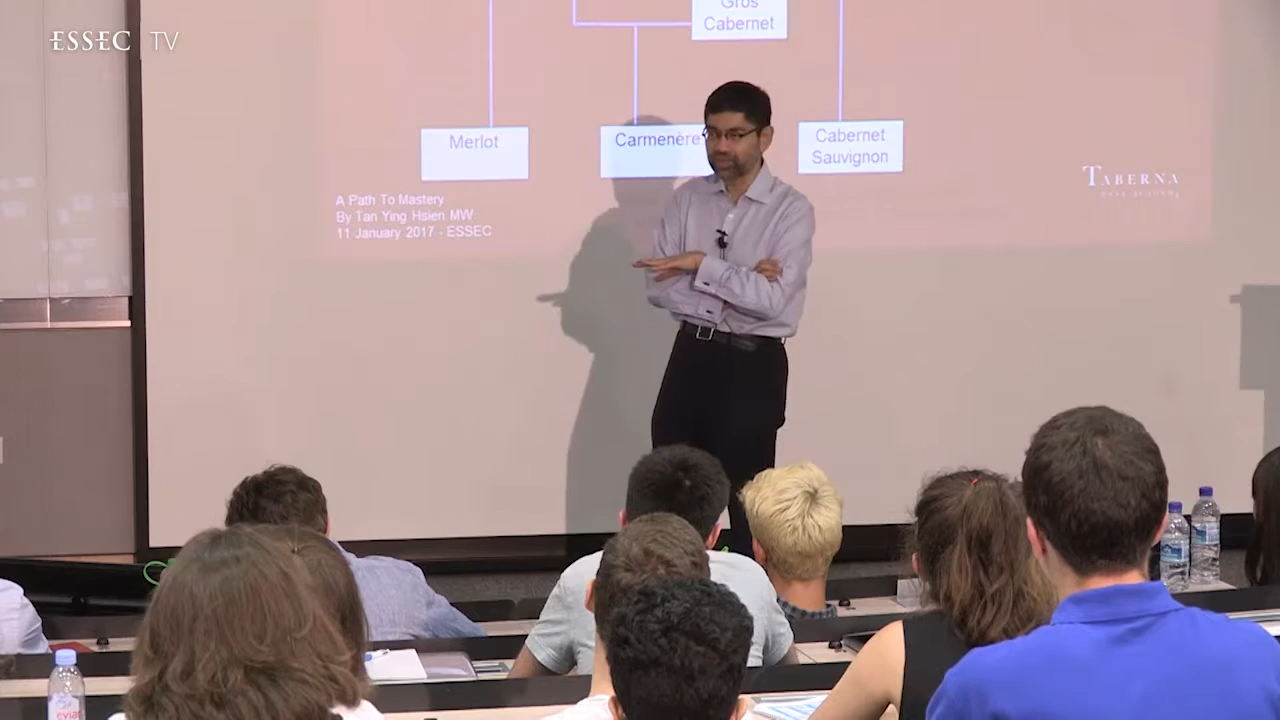 ESSEC TV
Gros
Cabernet
Merlot
Carmenère
Cabernet
Sauvignon
TABERNA
A Path To Mastery
By Tan Ying Hsien MW
11 January 2017 - ESSEC
evian